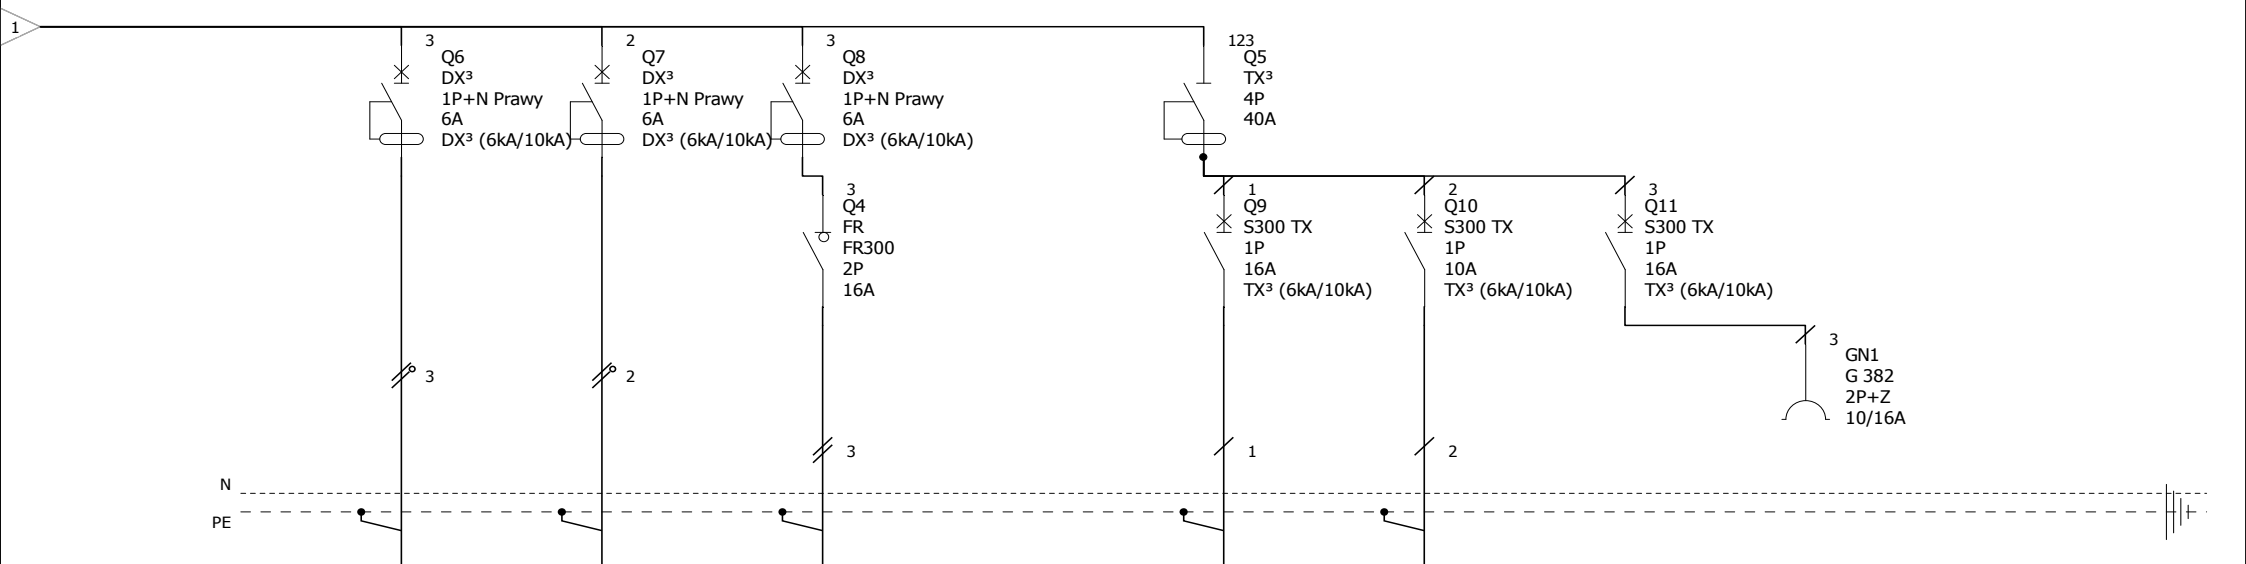 1
3
Q6
DX³
1P+N Prawy
6A
DX³ (6kA/10kA)
2
Q7
DX³
1P+N Prawy
6A
DX³ (6kA/10kA)
3
Q8
DX³
1P+N Prawy
6A
DX³ (6kA/10kA)
123
Q5
TX³
4P
40A
3
Q4
FR
FR300
2P
16A
1
Q9
S300 TX
1P
16A
TX³ (6kA/10kA)
2
Q10
S300 TX
1P
10A
TX³ (6kA/10kA)
3
Q11
S300 TX
1P
16A
TX³ (6kA/10kA)
3
GN1
G 382
2P+Z
10/16A
3
2
3
1
2
N
PE